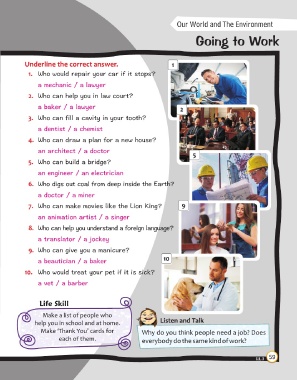 Our World and The Environment
Going to Work
Underline the correct answer.
1. Who would repair your car if it stops?
a mechanic / a lawyer
2. Who can help you in law court?
a baker / a lawyer
3. Who can fill a cavity in your tooth?
a dentist / a chemist
4. Who can draw a plan for a new house?
an architect / a doctor
5. Who can build a bridge?
an engineer / an electrician
6. Who digs out coal from deep inside the Earth?
a doctor / a miner
7. Who can make movies like the Lion King?
an animation artist / a singer
8. Who can help you understand a foreign language?
a translator / a jockey
9. Who can give you a manicure?
a beautician / a baker
10. Who would treat your pet if it is sick?
a vet / a barber
1
2
5
9
10
Life Skill
Make a list of people who
help you in school and at home.
Make 'Thank You' cards for
each of them.
Listen and Talk
Why do you think people need a job? Does
everybody do the same kind of work?
59